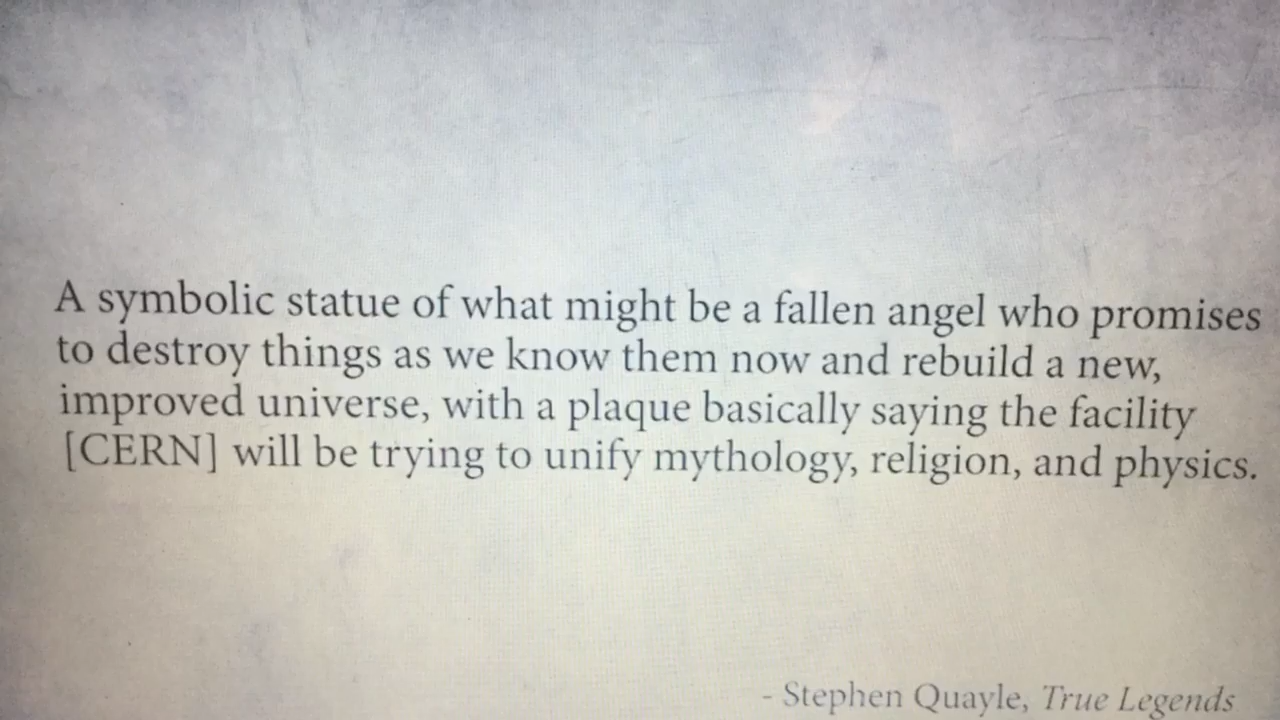 A symbolic statue of what might be a fallen angel who promises
to destroy things as we know them now and rebuild a new,
improved universe, with a plaque basically saying the facility
[CERN] will be trying to unify mythology, religion, and physics.
- Stephen Quayle, True Legends